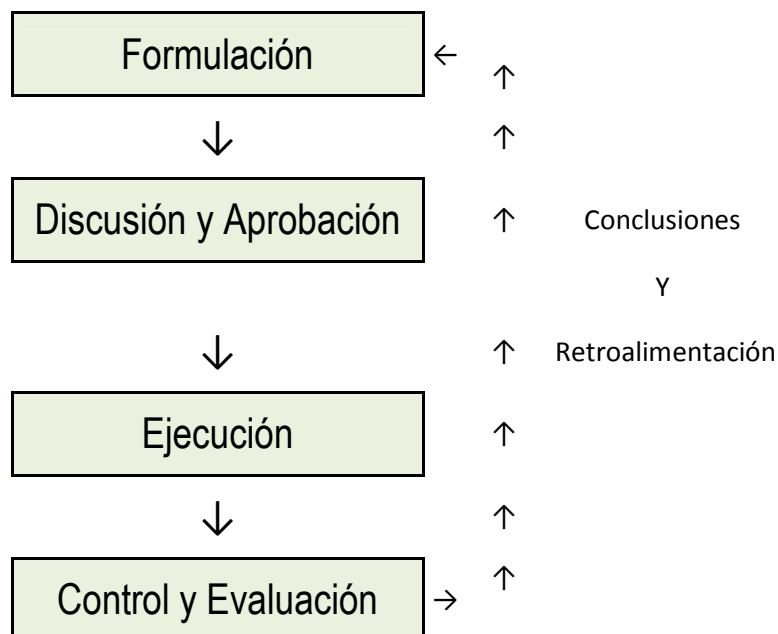 Formulación ←
↑
↓ ↑
Discusión y Aprobación ↑ Conclusiones
Y
↓ ↑ Retroalimentación
Ejecución ↑
↓ ↑
↑
Control y Evaluación →